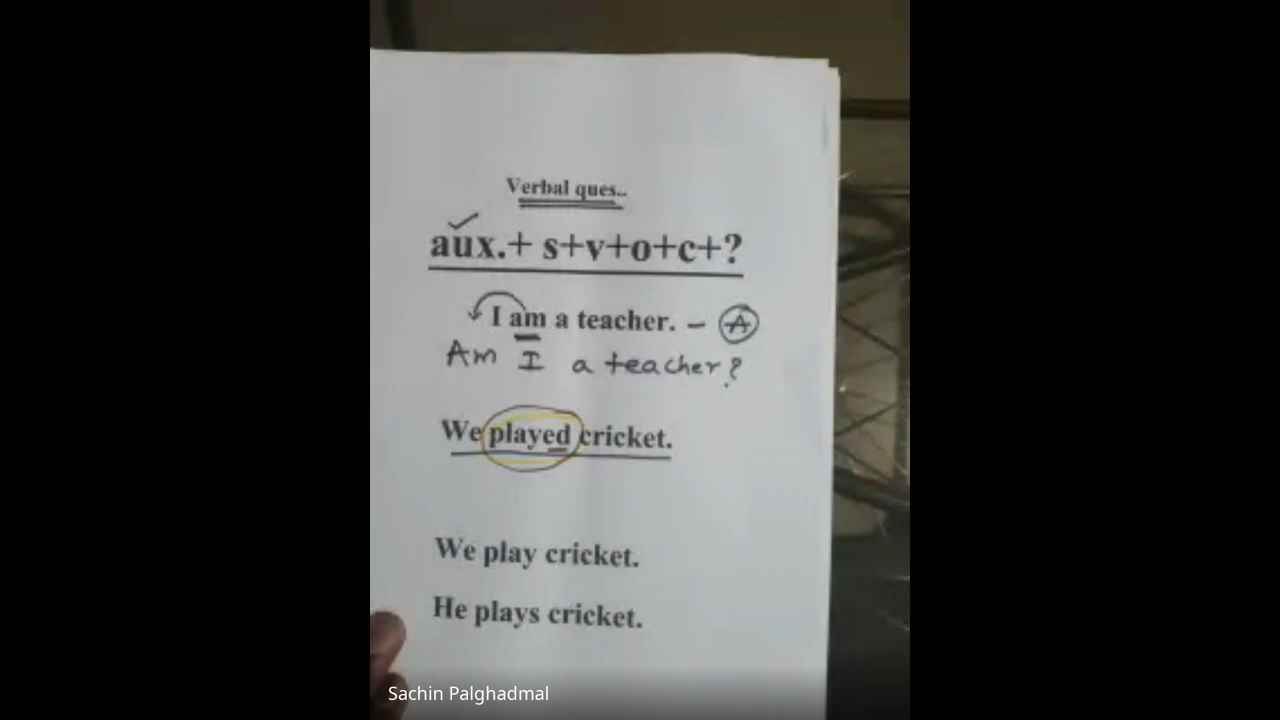 Verbal ques..
aux.+ s+v+o+c+?
I am a teacher. - A
Am I a teacher?
We played cricket.
We play cricket.
He plays cricket.
Sachin Palghadmal